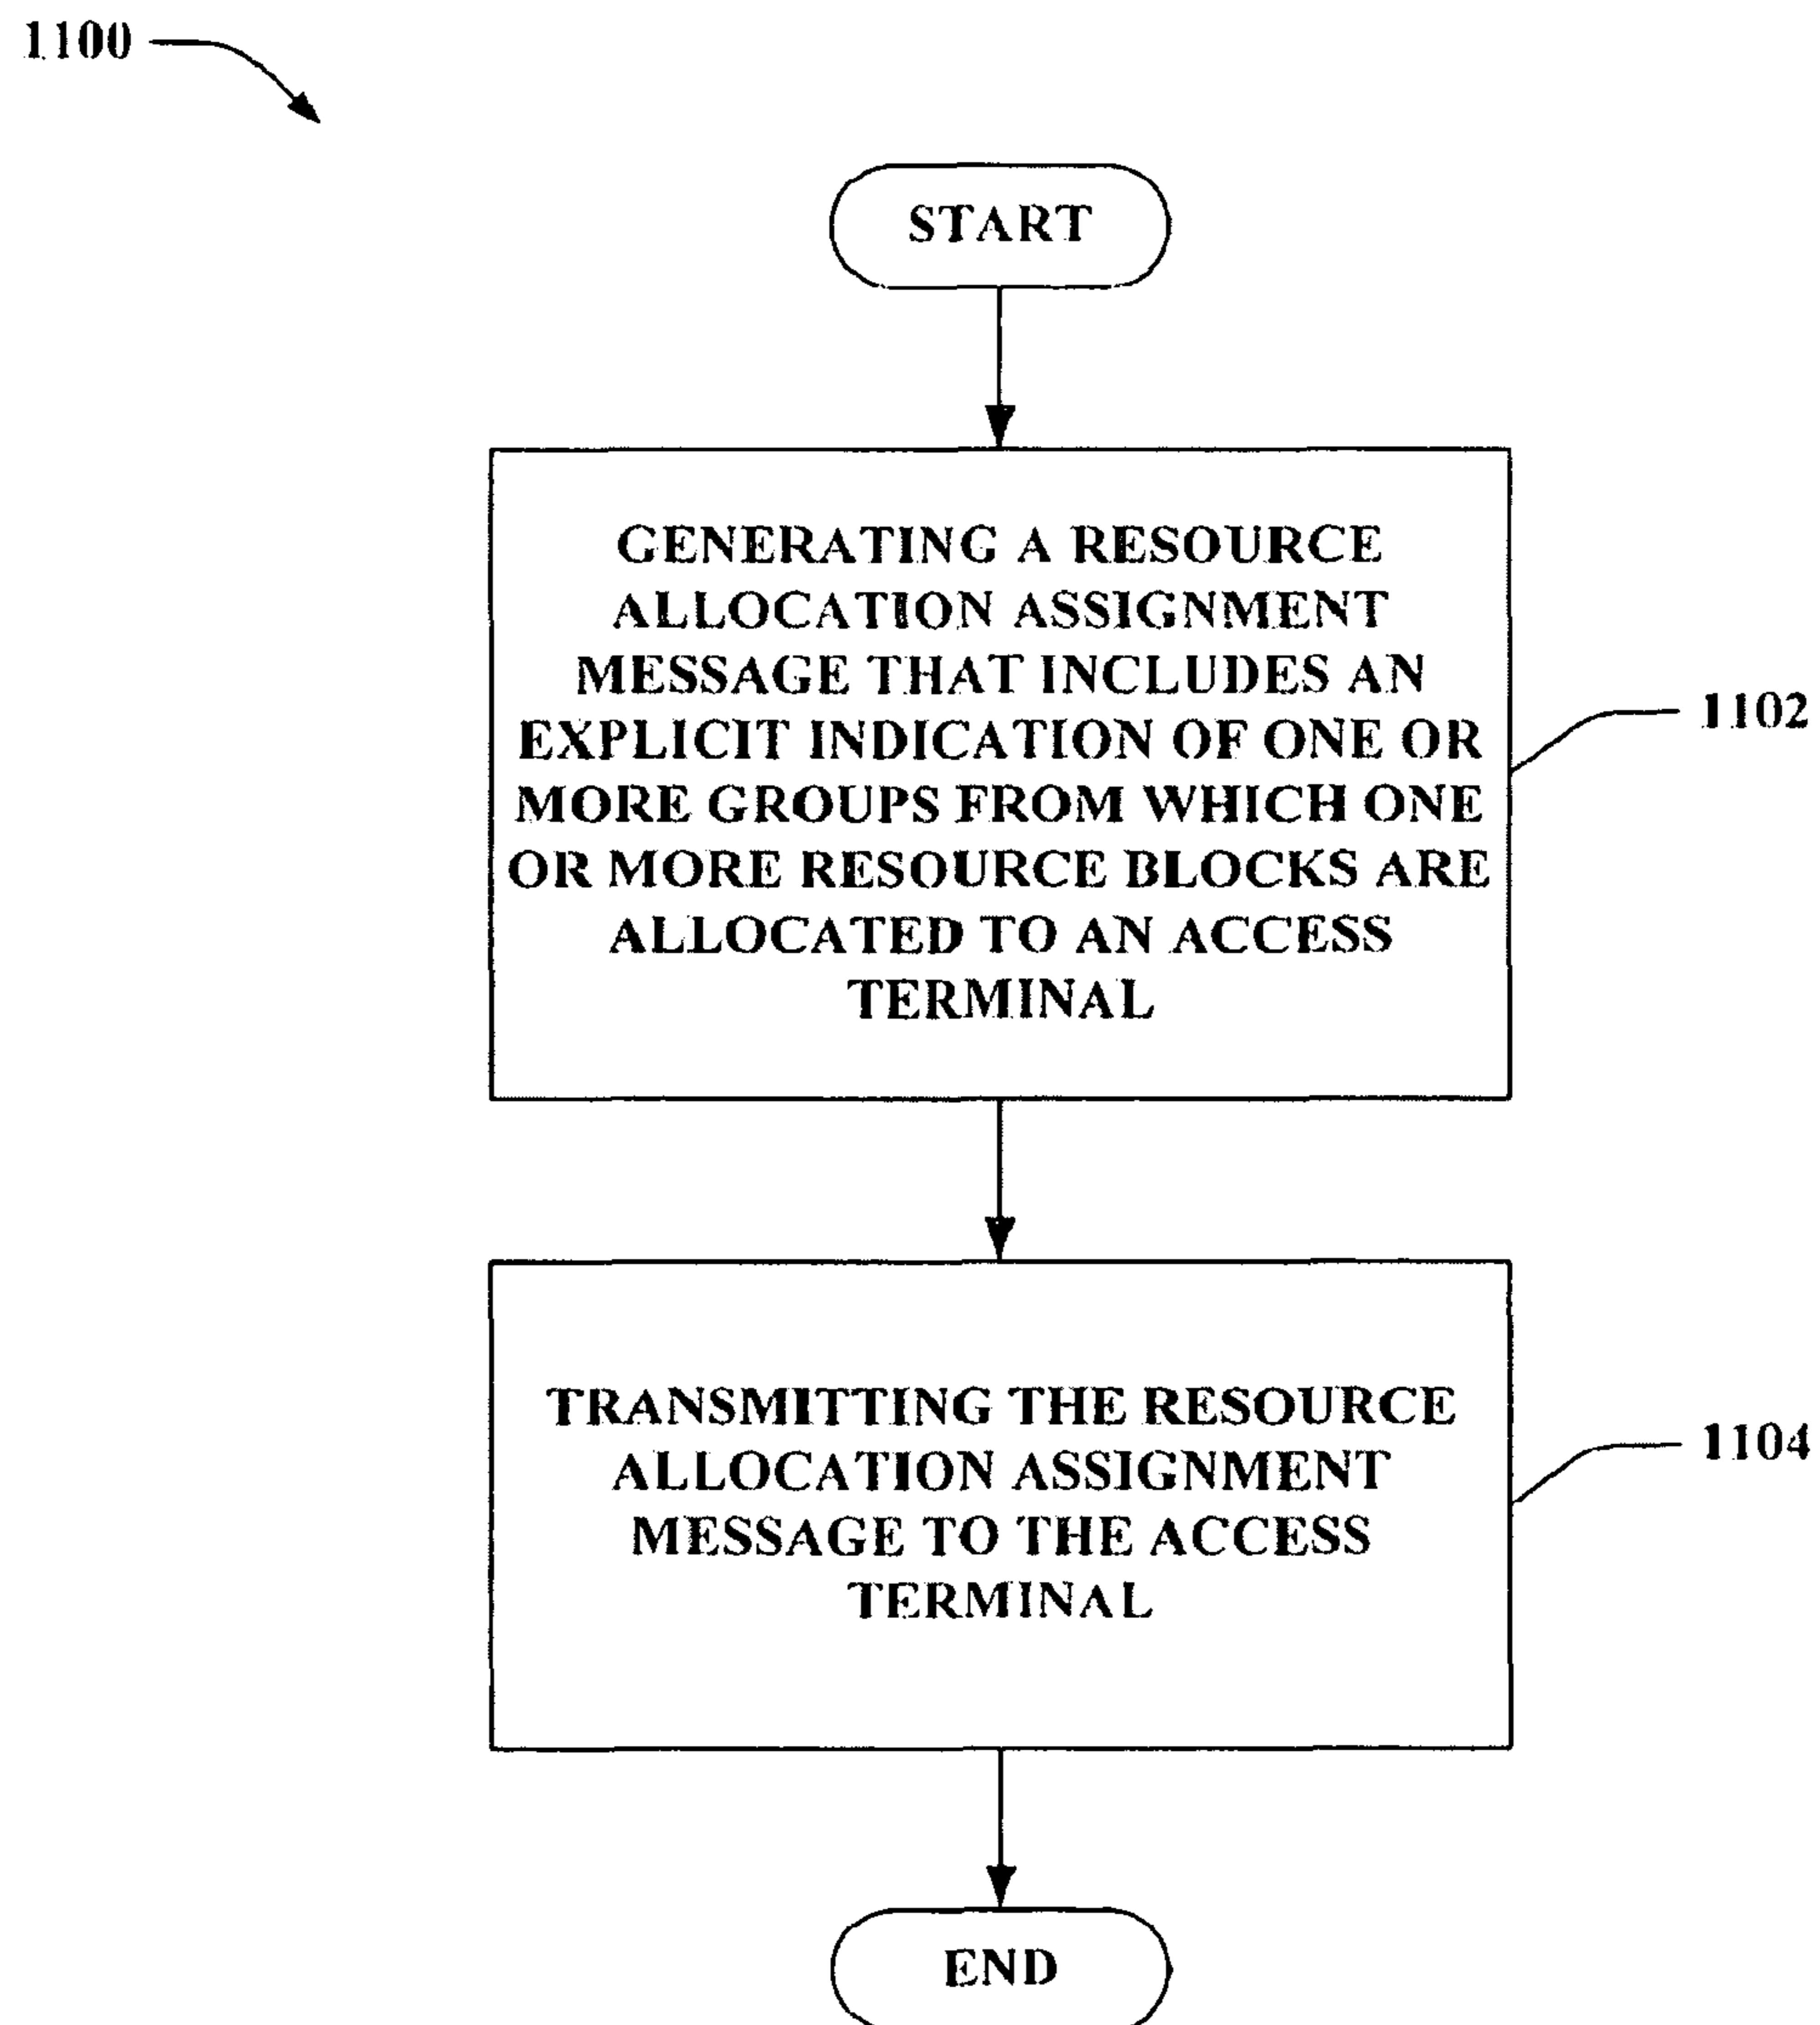 1100
START
GENERATING A RESOURCE
ALLOCATION ASSIGNMENT
MESSAGE THAT INCLUDES AN
EXPLICIT INDICATION OF ONE OR
MORE GROUPS FROM WHICH ONE
OR MORE RESOURCE BLOCKS ARE
ALLOCATED TO AN ACCESS
TERMINAL
1102
TRANSMITTING THE RESOURCE
ALLOCATION ASSIGNMENT
MESSAGE TO THE ACCESS
TERMINAL
1104
END